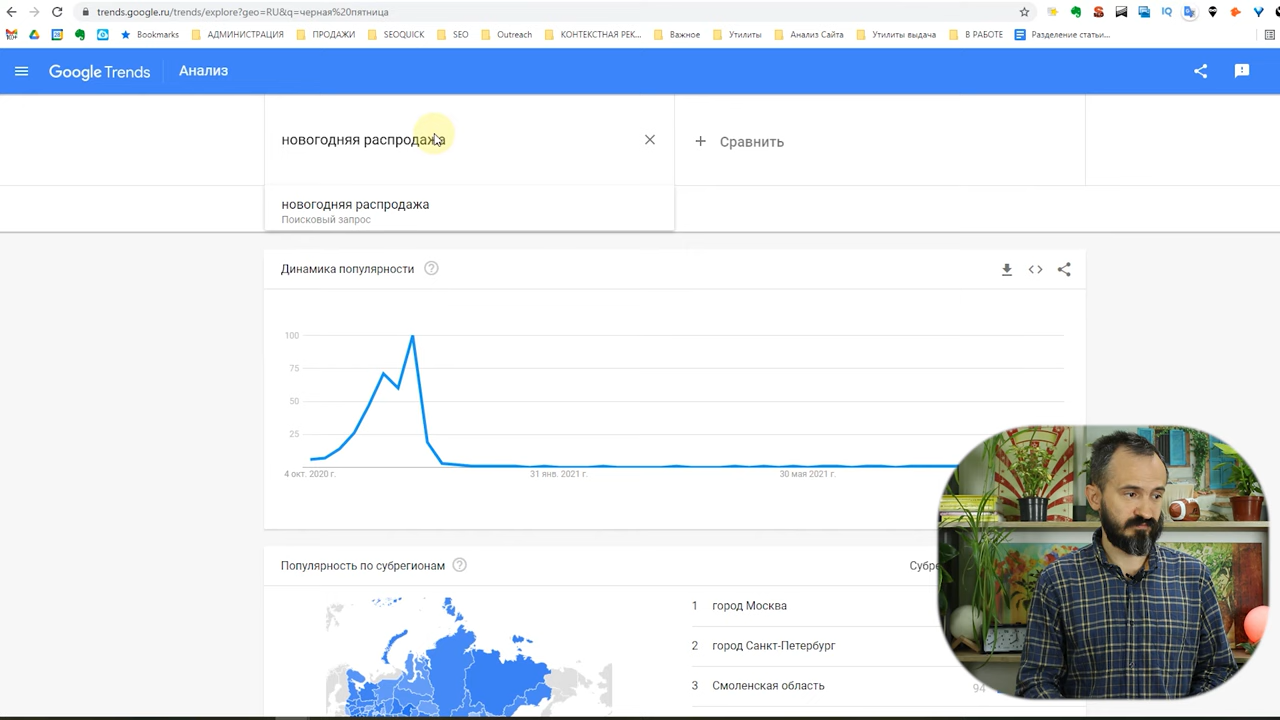 trends.google.ru/trends/explore?geo=RU&q=черная%20пятница
Bookmarks АДМИНИСТРАЦИЯ ПРОДАЖИ SEOQUICK SEO Outreach КОНТЕКСТНАЯ РЕК... Важное Утилиты Анализ Сайта Утилиты выдача В РАБОТЕ Разделение статьи...
Google Trends Анализ
новогодняя распродажа
+ Сравнить
новогодняя распродажа
Поисковый запрос
Динамика популярности
100
75
50
25
4 окт. 2020 г. 31 янв. 2021 г. 30 мая 2021 г.
Популярность по субрегионам Субре
1 город Москва
2 город Санкт-Петербург
3 Смоленская область 94